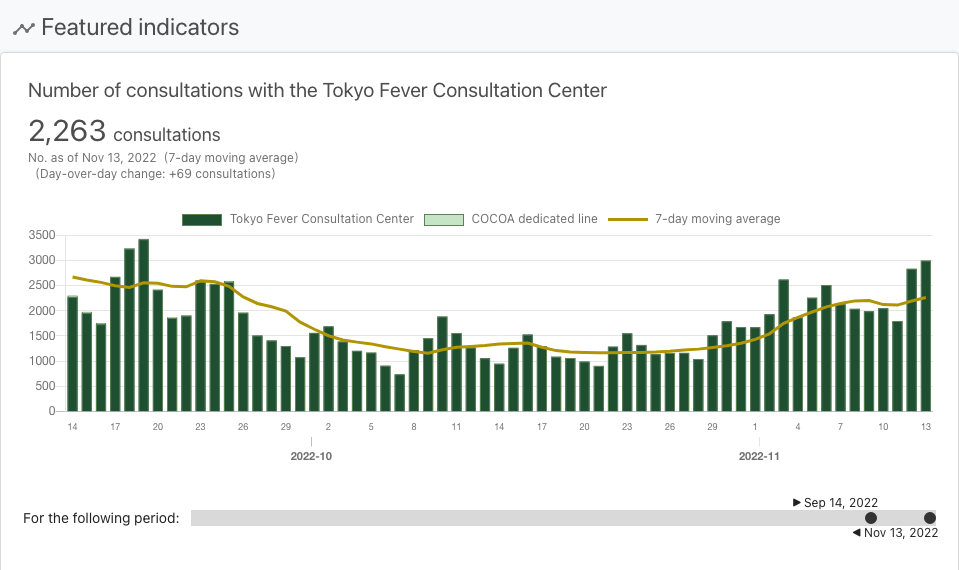 Featured indicators
Number of consultations with the Tokyo Fever Consultation Center
2,263 consultations
No. as of Nov 13, 2022 (7-day moving average)
(Day-over-day change: +69 consultations)
Tokyo Fever Consultation Center COCOA dedicated line 7-day moving average
3500
3000
2500
2000
1500
1000
500
0
14 17 20 23 26 29 2 5 8 11 14 17 20 23 26 29 1 4 7 10 13
2022-10 2022-11
▶ Sep 14, 2022
For the following period:
◀ Nov 13, 2022